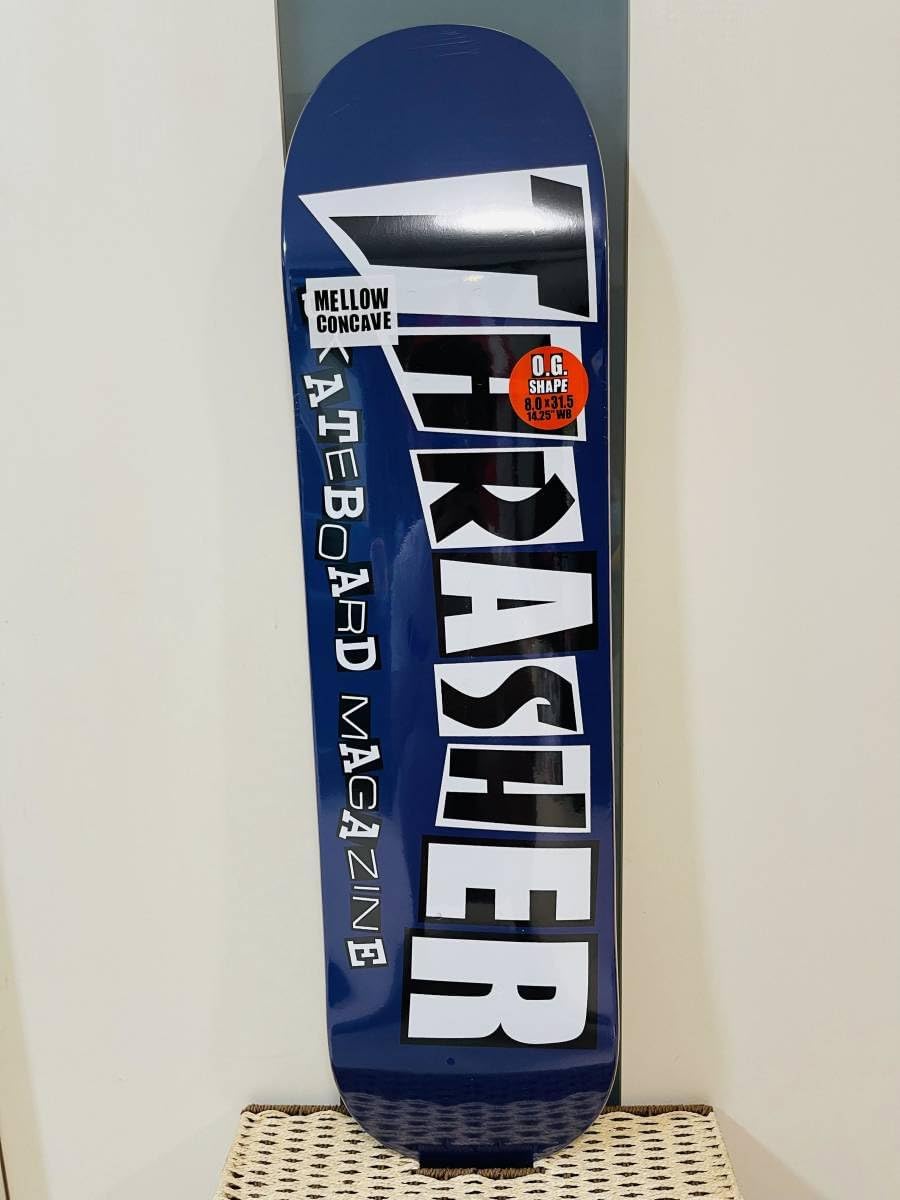 THRASHER
SKATEBOARD MAGAZINE
MELLOW
CONCAVE
O.G.
SHAPE
8.0 x 31.5
14.25" WB